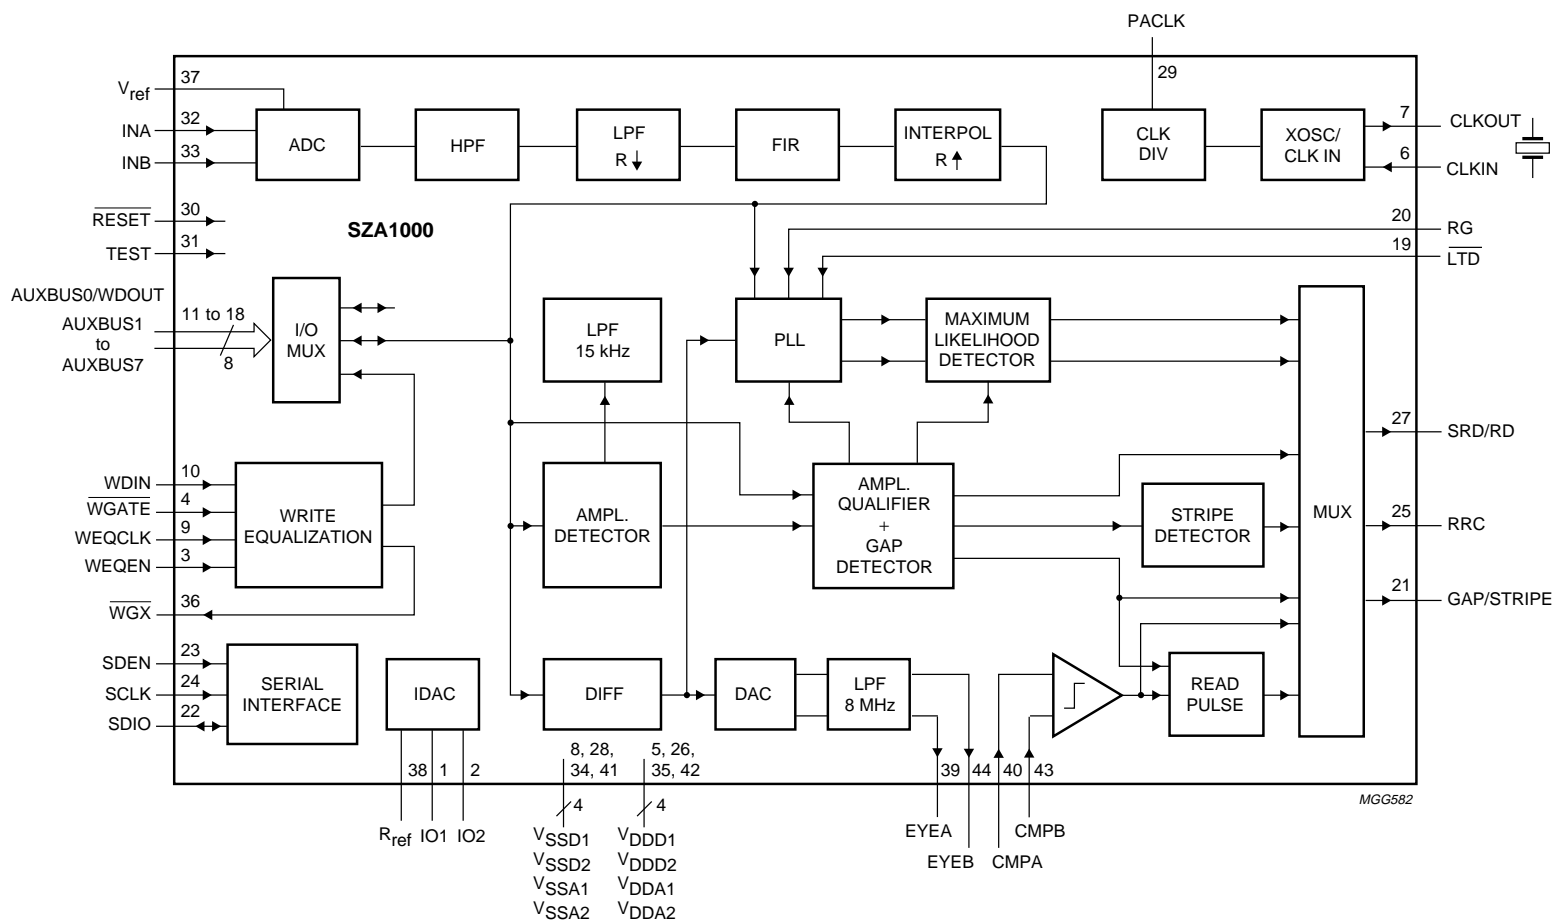 PACLK
29
37
Vref
32
INA
33
INB
ADC
HPF
LPF
R
FIR
INTERPOL
R
CLK
DIV
XOSC/
CLK IN
7
CLKOUT
6
CLKIN
30
RESET
31
TEST
SZA1000
20
RG
19
LTD
AUXBUS0/WDOUT
11 to 18
AUXBUS1
to
AUXBUS7
8
I/O
MUX
LPF
15 kHz
PLL
MAXIMUM
LIKELIHOOD
DETECTOR
MUX
27
SRD/RD
25
RRC
21
GAP/STRIPE
10
WDIN
4
WGATE
9
WEQCLK
3
WEQEN
36
WGX
WRITE
EQUALIZATION
AMPL.
DETECTOR
AMPL.
QUALIFIER
+
GAP
DETECTOR
STRIPE
DETECTOR
23
SDEN
24
SCLK
22
SDIO
SERIAL
INTERFACE
IDAC
DIFF
DAC
LPF
8 MHz
READ
PULSE
38 1 2
8, 28,
34, 41
5, 26,
35, 42
39 44 40 43
MGG582
4
4
Rref IO1 IO2
VSSD1
VSSD2
VSSA1
VSSA2
VDDD1
VDDD2
VDDA1
VDDA2
EYEA
EYEB
CMPA
CMPB